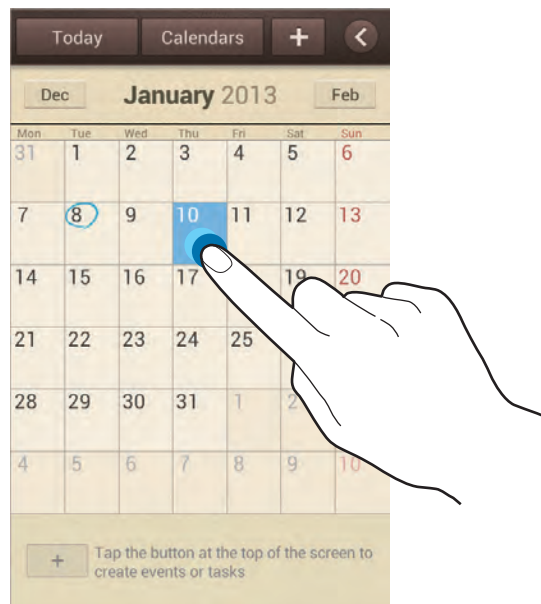 Today Calendars +
Dec January 2013 Feb
Mon Tue Wed Thu Fri Sat Sun
31 1 2 3 4 5 6
7 8 9 10 11 12 13
14 15 16 17 19 20
21 22 23 24 25
28 29 30 31 1 2
4 5 6 7 8 9 10
+ Tap the button at the top of the screen to
create events or tasks